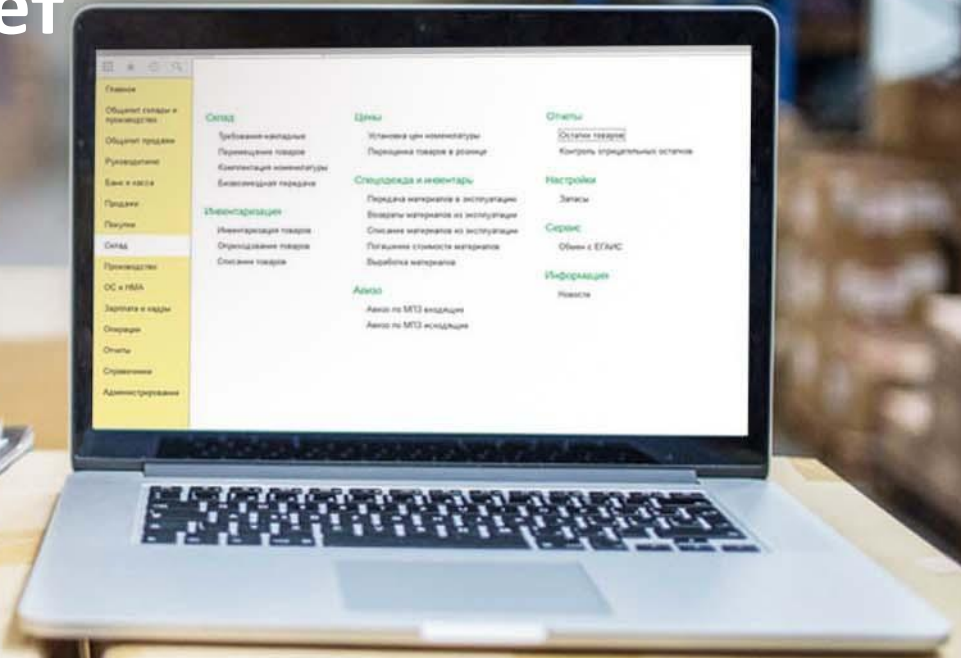 ет
Главное
Общепит склады и
производство
Общепит продажи
Руководителю
Банк и касса
Продажи
Покупки
Склад
Производство
ОС и НМА
Зарплата и кадры
Операции
Отчеты
Справочники
Администрирование
Склад
Требования-накладные
Перемещение товаров
Комплектация номенклатуры
Безвозмездная передача
Инвентаризация
Инвентаризация товаров
Оприходование товаров
Списание товаров
Цены
Установка цен номенклатуры
Переоценка товаров в рознице
Спецодежда и инвентарь
Передача материалов в эксплуатацию
Возвраты материалов из эксплуатации
Списание материалов из эксплуатации
Погашение стоимости материалов
Выработка материалов
Авизо
Авизо по МПЗ входящие
Авизо по МПЗ исходящие
Отчеты
Остатки товаров
Контроль отрицательных остатков
Настройки
Запасы
Сервис
Обмен с ЕГАИС
Информация
Новости